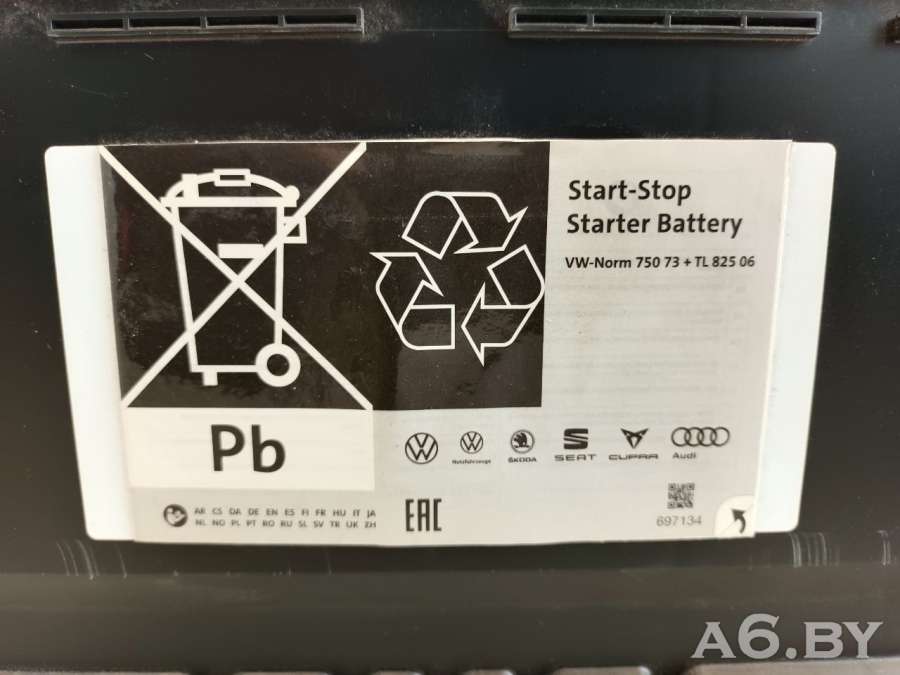 Start-Stop
Starter Battery
VW-Norm 750 73 + TL 825 06
Pb
Nutzfahrzeuge
ŠKODA
SEAT
CUPRA
Audi
AR CS DA DE EN ES FI FR HU IT JA
NL NO PL PT RO RU SL SV TR UK ZH
EAC
697134
A6.BY